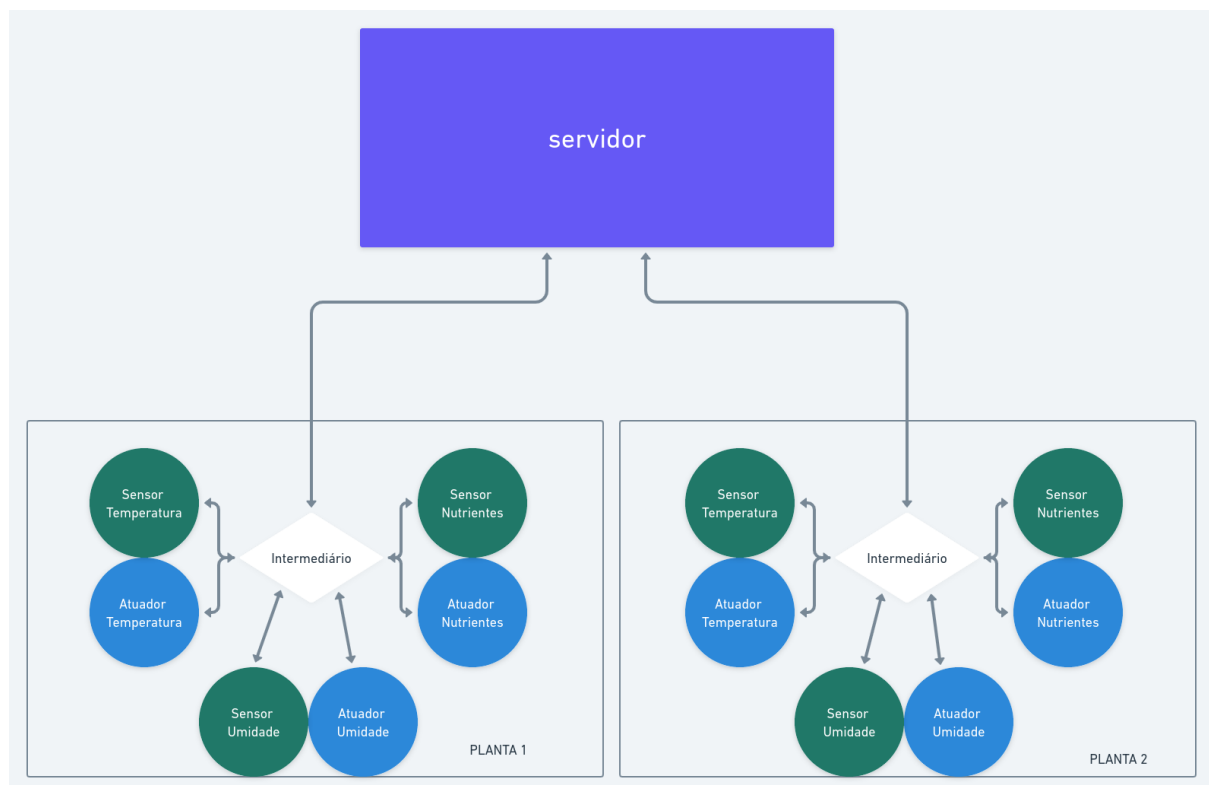 servidor
Sensor
Temperatura
Sensor
Nutrientes
Intermediário
Atuador
Temperatura
Atuador
Nutrientes
Sensor
Umidade
Atuador
Umidade
PLANTA 1
Sensor
Temperatura
Sensor
Nutrientes
Intermediário
Atuador
Temperatura
Atuador
Nutrientes
Sensor
Umidade
Atuador
Umidade
PLANTA 2